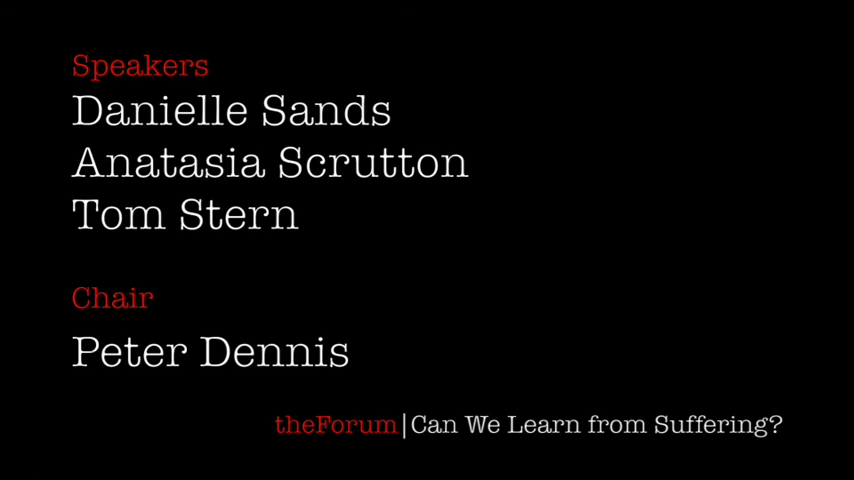 Speakers
Danielle Sands
Anatasia Scrutton
Tom Stern
Chair
Peter Dennis
theForum|Can We Learn from Suffering?